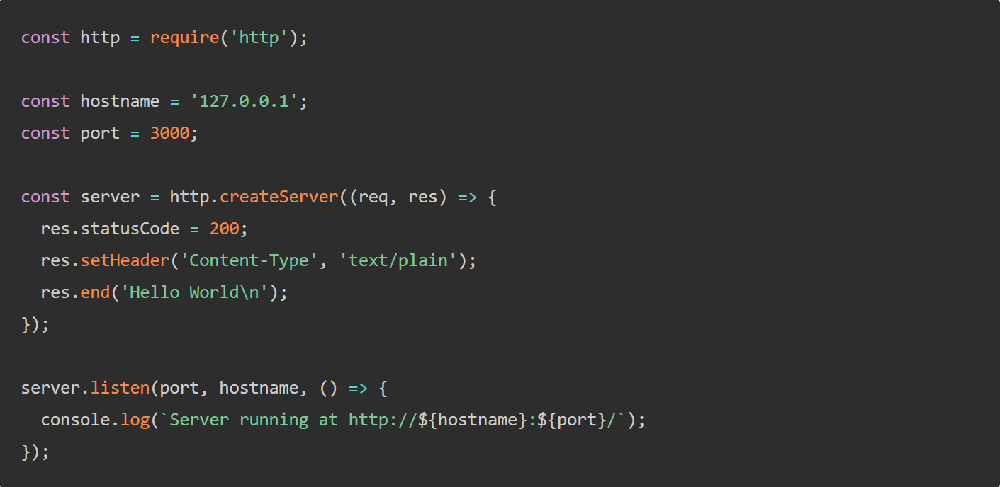 const http = require('http');

const hostname = '127.0.0.1';
const port = 3000;

const server = http.createServer((req, res) => {
  res.statusCode = 200;
  res.setHeader('Content-Type', 'text/plain');
  res.end('Hello World\n');
});

server.listen(port, hostname, () => {
  console.log(`Server running at http://${hostname}:${port}/`);
});